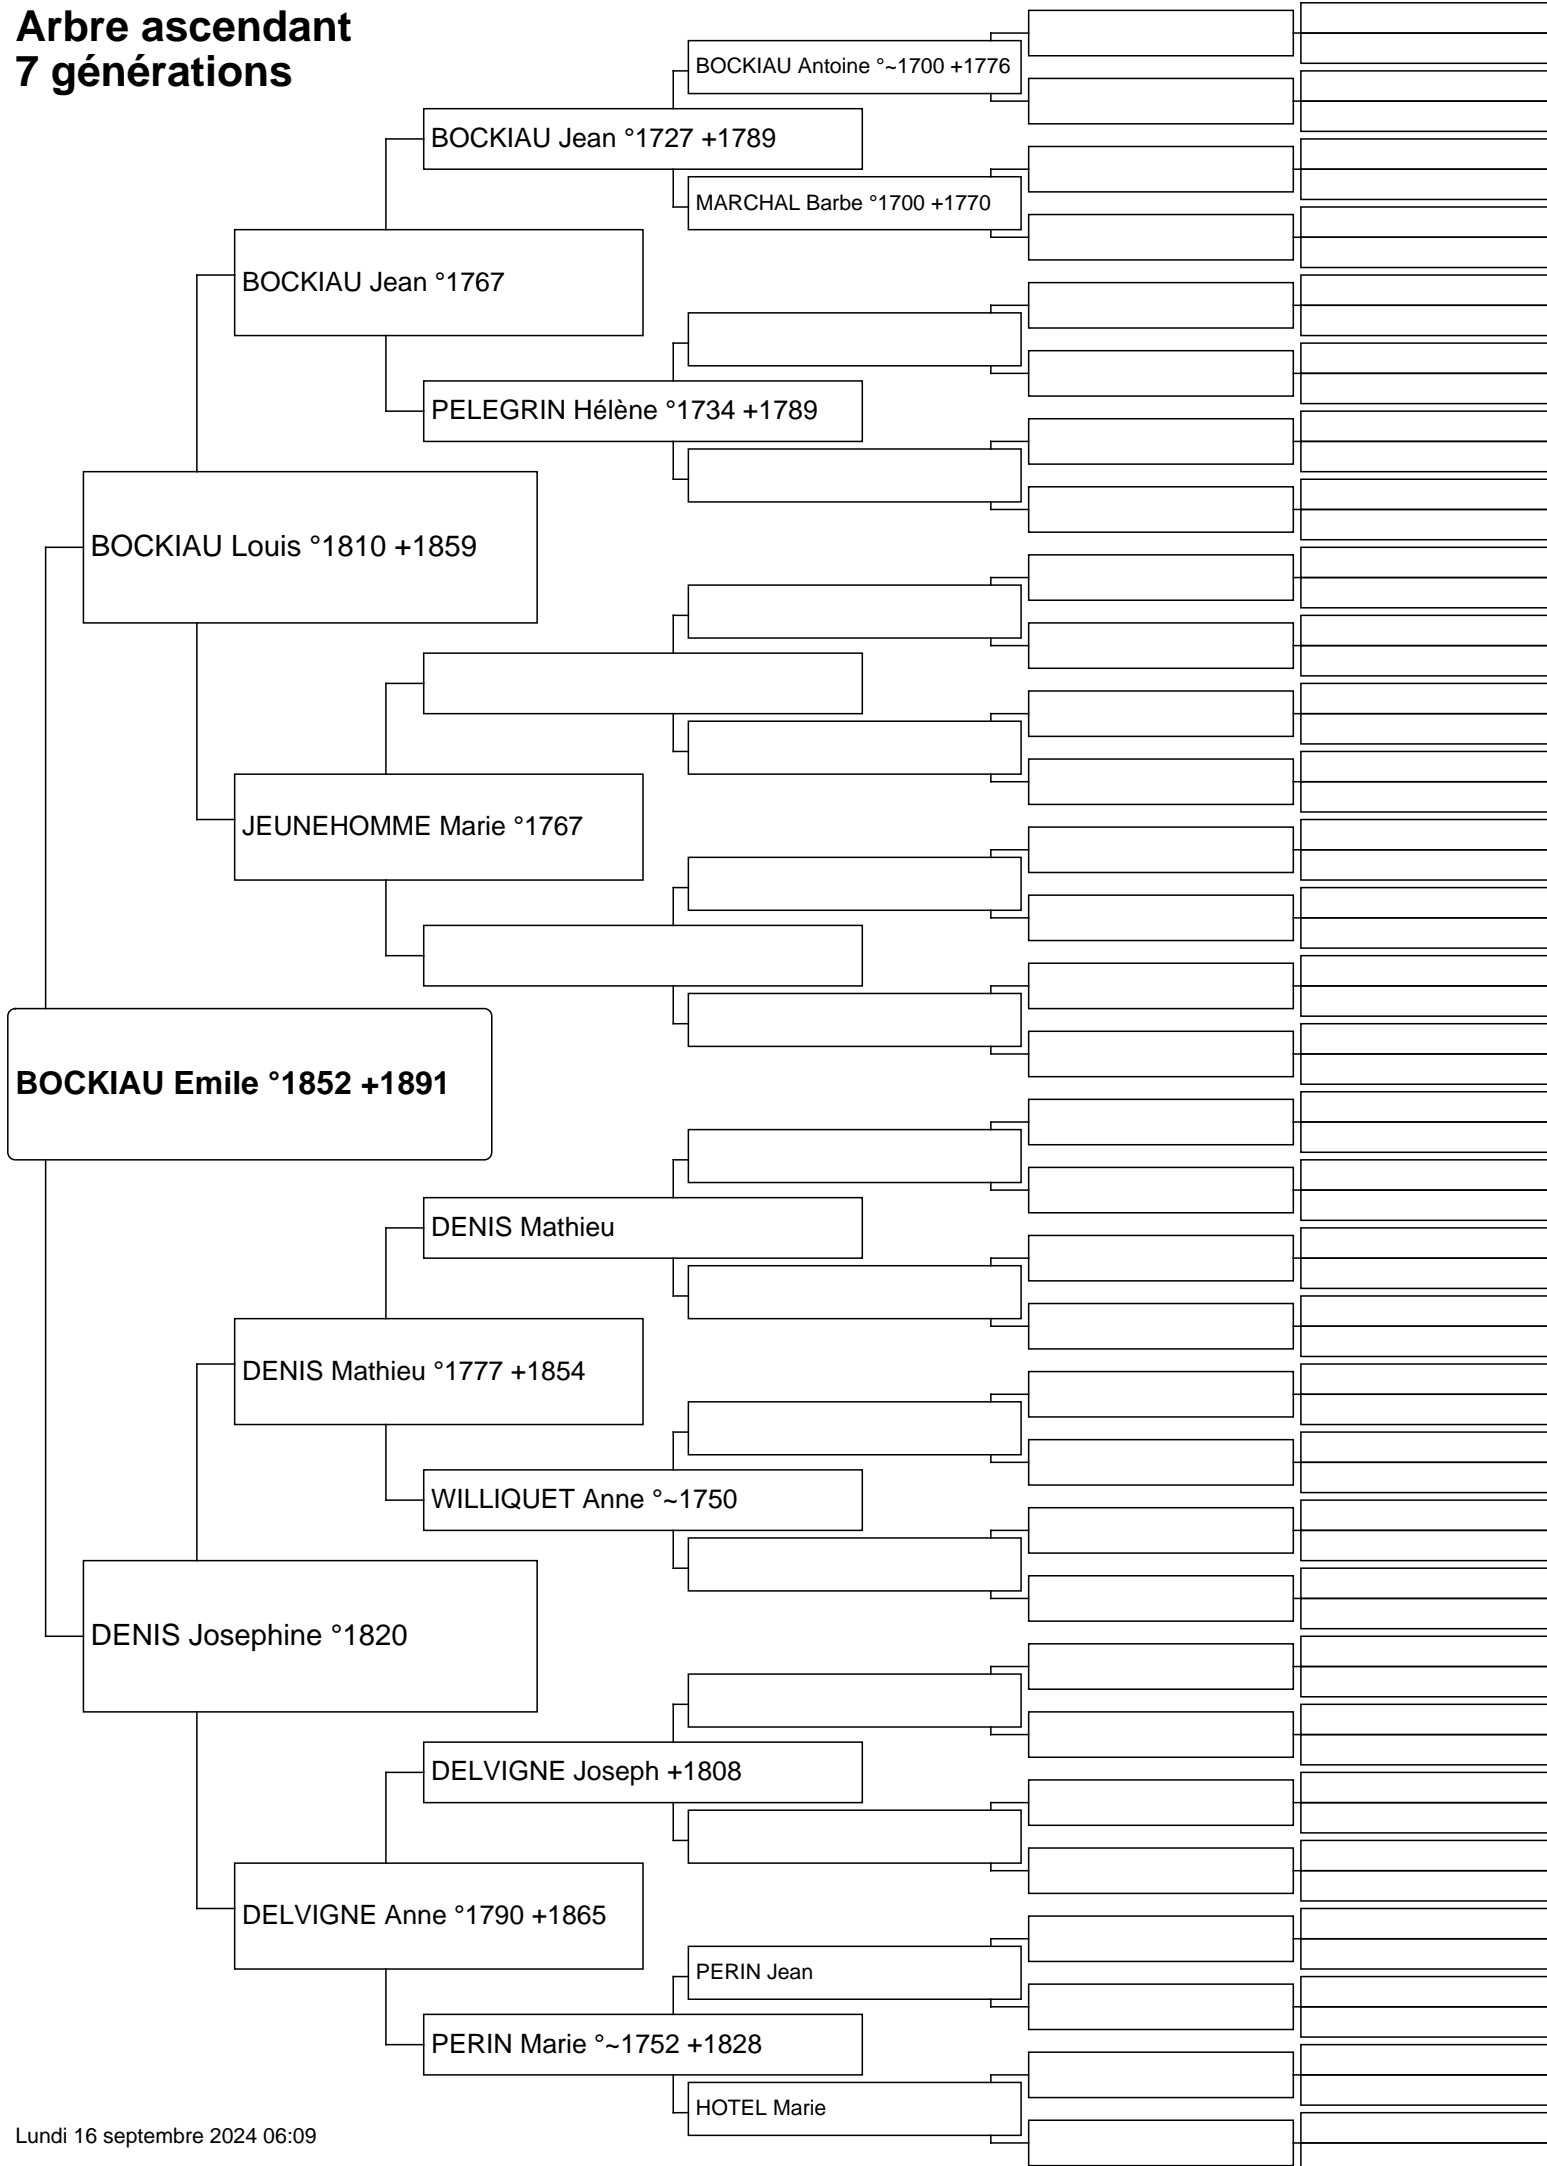 Arbre ascendant
7 générations
BOCKIAU Antoine °~1700 +1776
BOCKIAU Jean °1727 +1789
MARCHAL Barbe °1700 +1770
BOCKIAU Jean °1767
PELEGRIN Hélène °1734 +1789
BOCKIAU Louis °1810 +1859
JEUNEHOMME Marie °1767
BOCKIAU Emile °1852 +1891
DENIS Mathieu
DENIS Mathieu °1777 +1854
WILLIQUET Anne °~1750
DENIS Josephine °1820
DELVIGNE Joseph +1808
DELVIGNE Anne °1790 +1865
PERIN Jean
PERIN Marie °~1752 +1828
HOTEL Marie
Lundi 16 septembre 2024 06:09